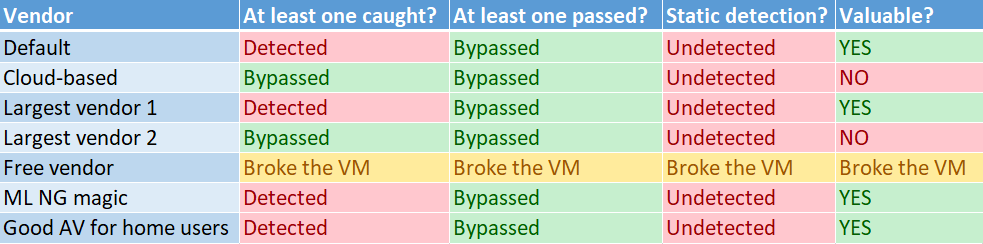 Vendor At least one caught? At least one passed? Static detection? Valuable?
Default Detected Bypassed Undetected YES
Cloud-based Bypassed Bypassed Undetected NO
Largest vendor 1 Detected Bypassed Undetected YES
Largest vendor 2 Bypassed Bypassed Undetected NO
Free vendor Broke the VM Broke the VM Broke the VM Broke the VM
ML NG magic Detected Bypassed Undetected YES
Good AV for home users Detected Bypassed Undetected YES